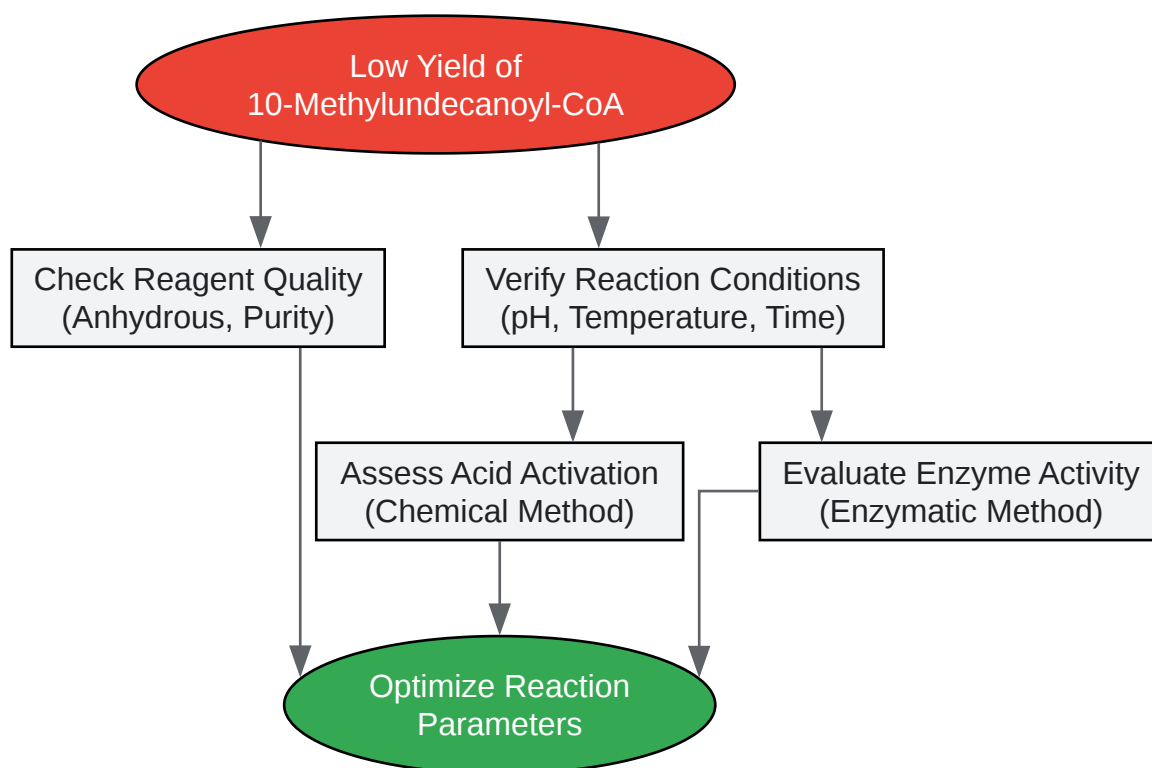 Low Yield of
10-Methylundecanoyl-CoA
Check Reagent Quality
(Anhydrous, Purity)
Verify Reaction Conditions
(pH, Temperature, Time)
Assess Acid Activation
(Chemical Method)
Evaluate Enzyme Activity
(Enzymatic Method)
Optimize Reaction
Parameters